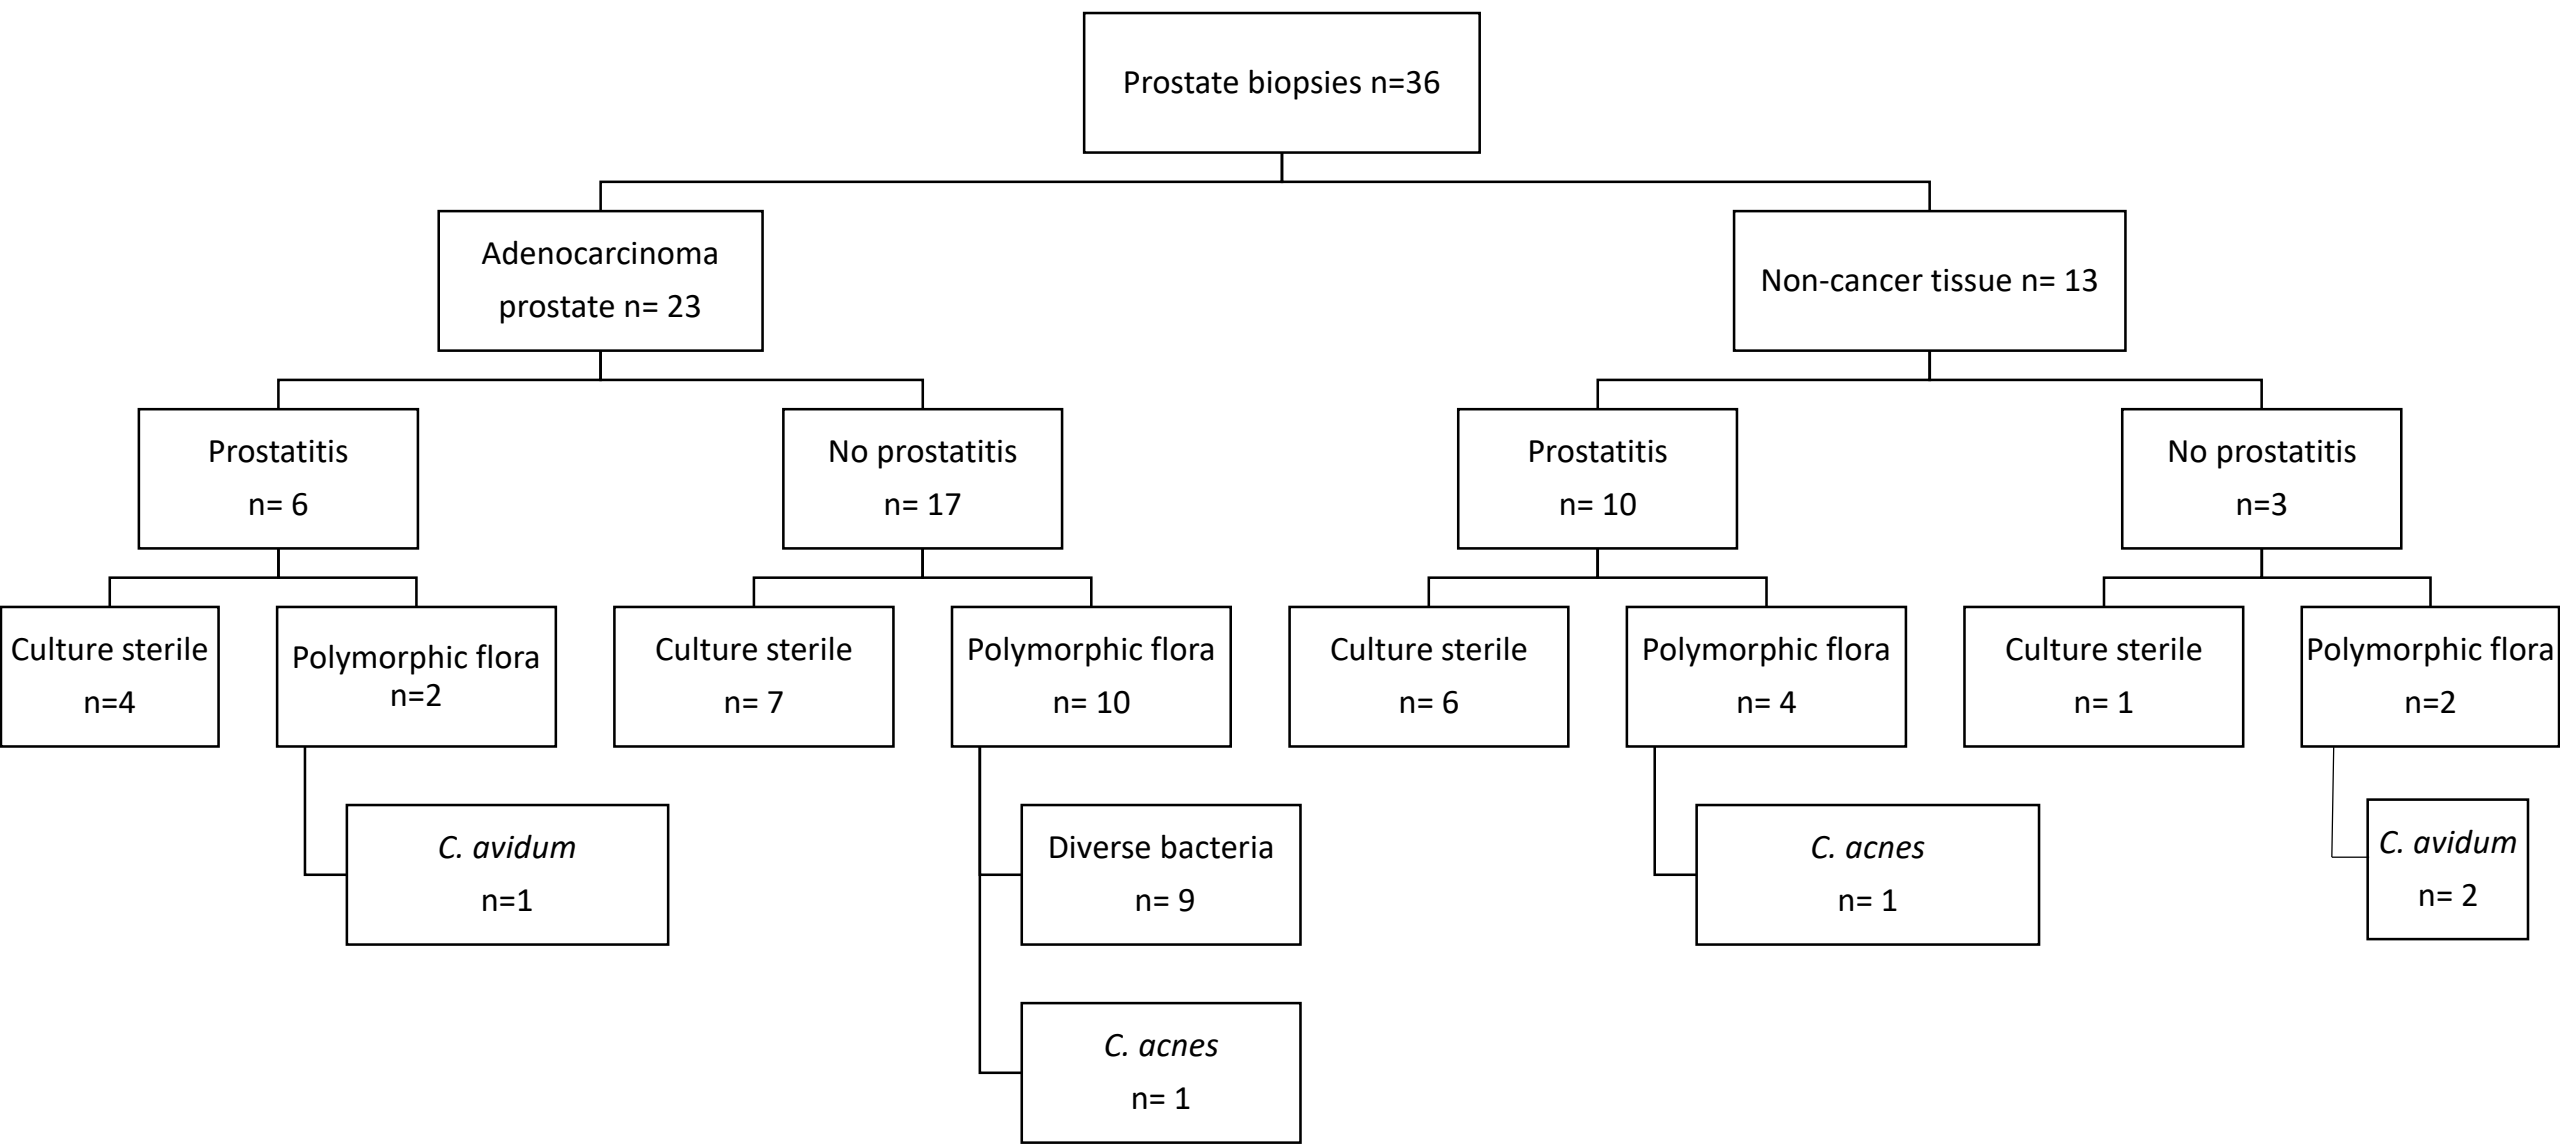 Prostate biopsies n=36
Adenocarcinoma
prostate n= 23
Non-cancer tissue n= 13
Prostatitis
n= 6
No prostatitis
n= 17
Prostatitis
n= 10
No prostatitis
n=3
Culture sterile
n=4
Polymorphic flora
n=2
Culture sterile
n= 7
Polymorphic flora
n= 10
Culture sterile
n= 6
Polymorphic flora
n= 4
Culture sterile
n= 1
Polymorphic flora
n=2
C. avidum
n=1
Diverse bacteria
n= 9
C. acnes
n= 1
C. avidum
n= 2
C. acnes
n= 1